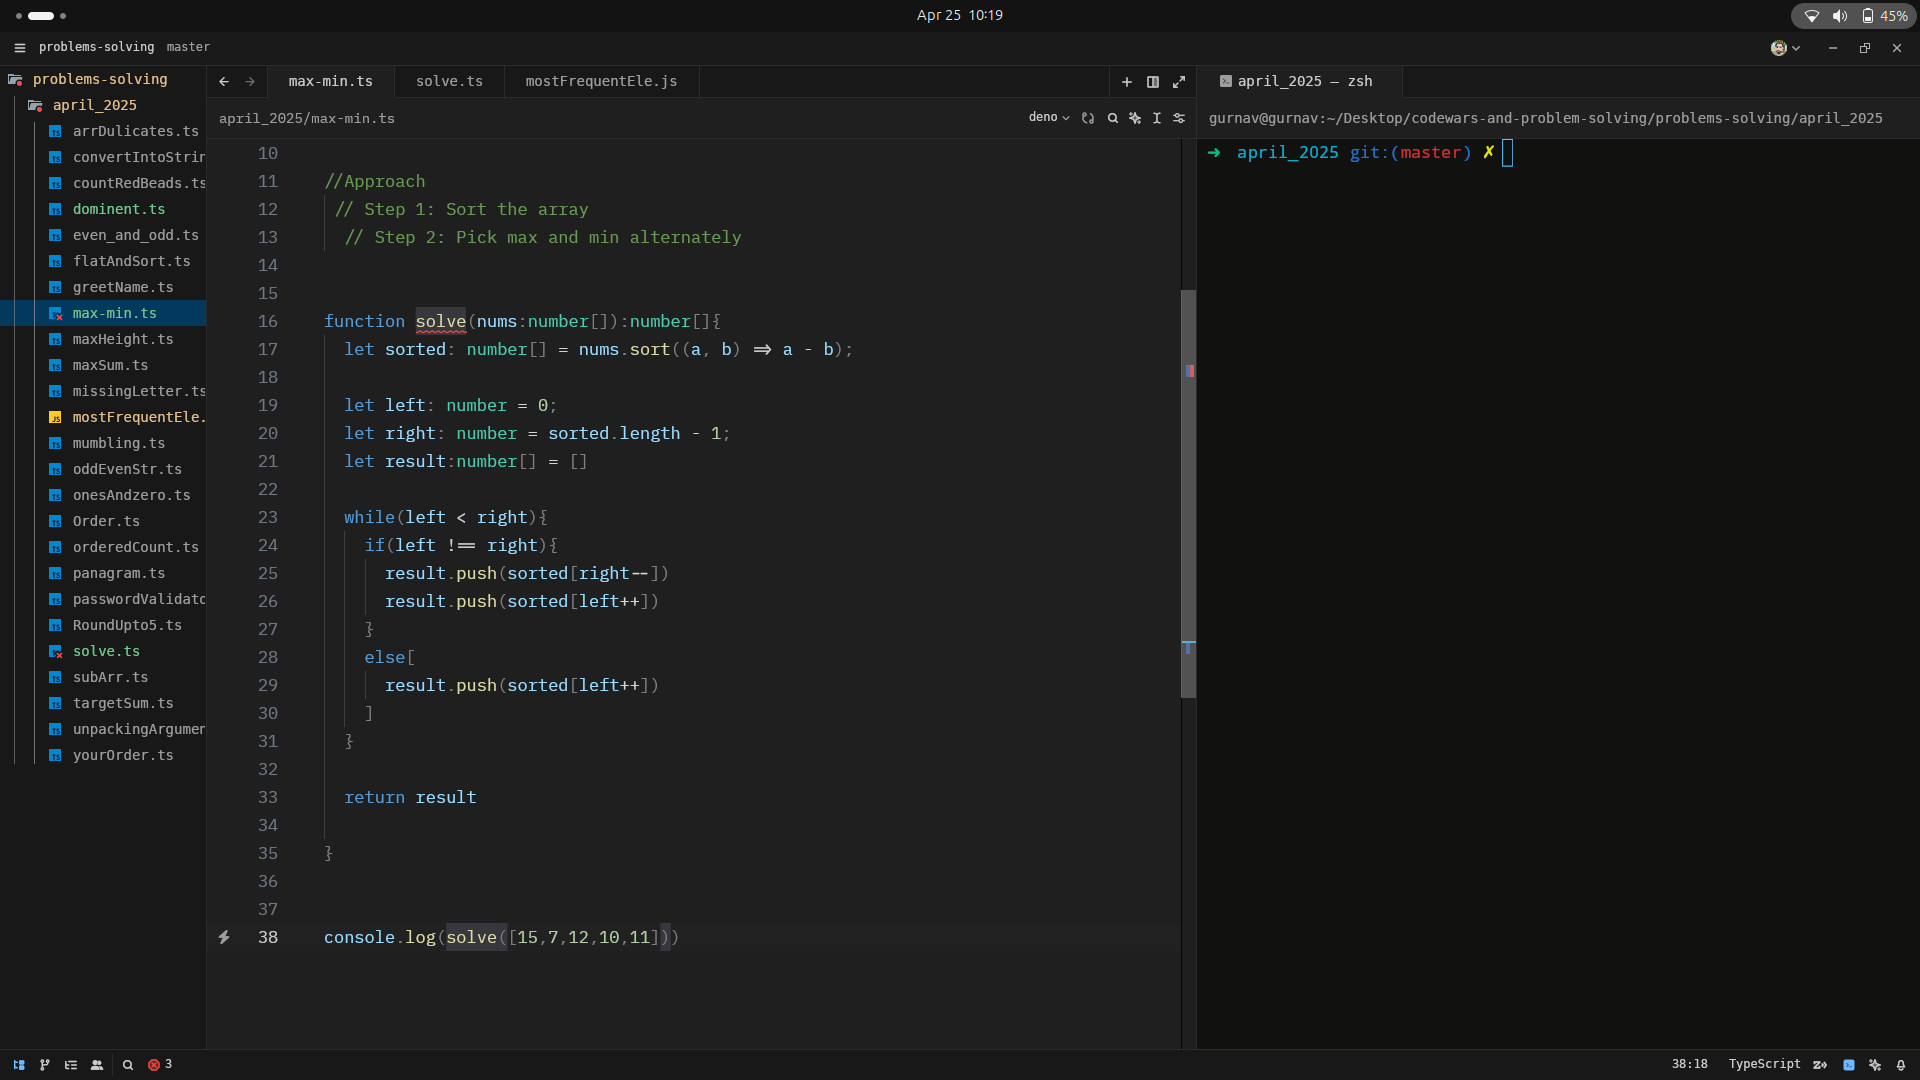 Apr 25 10:19
45%
problems-solving master
problems-solving
april_2025
arrDulicates.ts
convertIntoStrin
countRedBeads.ts
dominent.ts
even_and_odd.ts
flatAndSort.ts
greetName.ts
max-min.ts
maxHeight.ts
maxSum.ts
missingLetter.ts
mostFrequentEle.
mumbling.ts
oddEvenStr.ts
onesAndzero.ts
Order.ts
orderedCount.ts
panagram.ts
passwordValidato
RoundUpto5.ts
solve.ts
subArr.ts
targetSum.ts
unpackingArgumen
yourOrder.ts
max-min.ts solve.ts mostFrequentEle.js
april_2025/max-min.ts deno
10
11 //Approach
12 // Step 1: Sort the array
13 // Step 2: Pick max and min alternately
14
15
16 function solve(nums:number[]):number[]{
17 let sorted: number[] = nums.sort((a, b) => a - b);
18
19 let left: number = 0;
20 let right: number = sorted.length - 1;
21 let result:number[] = []
22
23 while(left < right){
24 if(left !== right){
25 result.push(sorted[right--])
26 result.push(sorted[left++])
27 }
28 else[
29 result.push(sorted[left++])
30 ]
31 }
32
33 return result
34
35 }
36
37
38 console.log(solve([15,7,12,10,11]))
april_2025 — zsh
gurnav@gurnav:~/Desktop/codewars-and-problem-solving/problems-solving/april_2025
➜ april_2025 git:(master) ✗
3
38:18 TypeScript